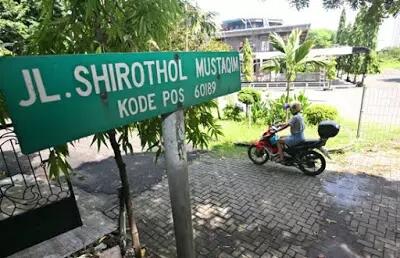 JL. SHIROTHOL MUSTAQIM
KODE POS 60189